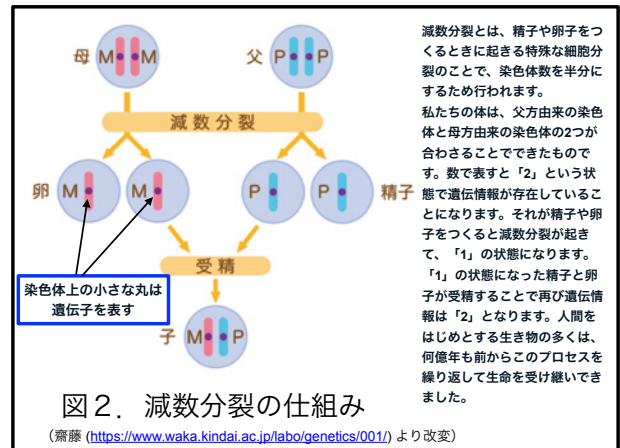 母 M M
父 P P
減数分裂
卵 M M
P P 精子
受精
染色体上の小さな丸は
遺伝子を表す
子 M P
減数分裂とは、精子や卵子をつ
くるときに起きる特殊な細胞分
裂のことで、染色体数を半分に
するため行われます。
私たちの体は、父方由来の染色
体と母方由来の染色体の2つが
合わさることでできたもので
す。数で表すと「2」という状
態で遺伝情報が存在しているこ
とになります。それが精子や卵
子をつくると減数分裂が起き
て、「1」の状態になります。
「1」の状態になった精子と卵
子が受精することで再び遺伝情
報は「2」となります。人間を
はじめとする生き物の多くは、
何億年も前からこのプロセスを
繰り返して生命を受け継いでき
ました。
図２．減数分裂の仕組み
（齋藤 (https://www.waka.kindai.ac.jp/labo/genetics/001/) より改変）